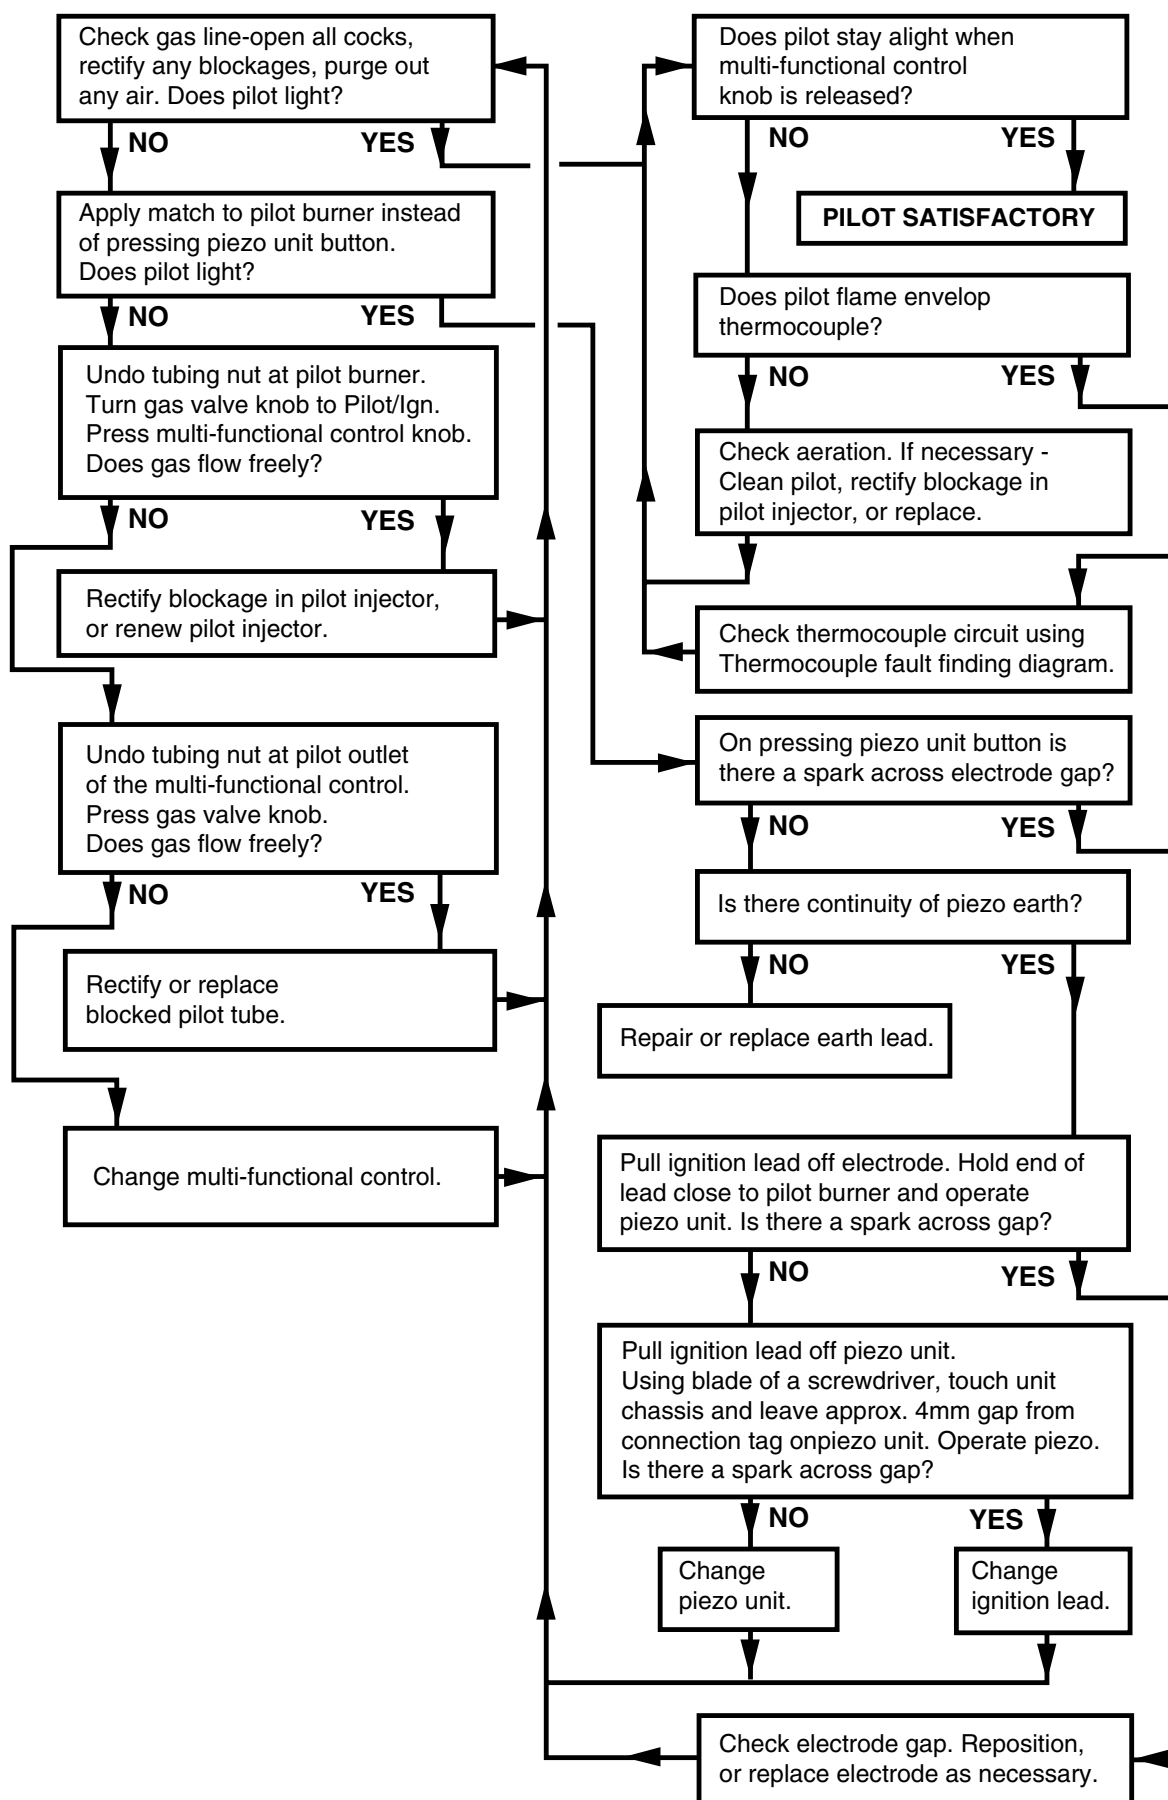 Check gas line-open all cocks,
rectify any blockages, purge out
any air. Does pilot light?
NO
YES
Apply match to pilot burner instead
of pressing piezo unit button.
Does pilot light?
NO
YES
Undo tubing nut at pilot burner.
Turn gas valve knob to Pilot/Ign.
Press multi-functional control knob.
Does gas flow freely?
NO
YES
Rectify blockage in pilot injector,
or renew pilot injector.
Undo tubing nut at pilot outlet
of the multi-functional control.
Press gas valve knob.
Does gas flow freely?
NO
YES
Rectify or replace
blocked pilot tube.
Change multi-functional control.
Does pilot stay alight when
multi-functional control
knob is released?
NO
YES
PILOT SATISFACTORY
Does pilot flame envelop
thermocouple?
NO
YES
Check aeration. If necessary -
Clean pilot, rectify blockage in
pilot injector, or replace.
Check thermocouple circuit using
Thermocouple fault finding diagram.
On pressing piezo unit button is
there a spark across electrode gap?
NO
YES
Is there continuity of piezo earth?
NO
YES
Repair or replace earth lead.
Pull ignition lead off electrode. Hold end of
lead close to pilot burner and operate
piezo unit. Is there a spark across gap?
NO
YES
Pull ignition lead off piezo unit.
Using blade of a screwdriver, touch unit
chassis and leave approx. 4mm gap from
connection tag onpiezo unit. Operate piezo.
Is there a spark across gap?
NO
YES
Change
piezo unit.
Change
ignition lead.
Check electrode gap. Reposition,
or replace electrode as necessary.